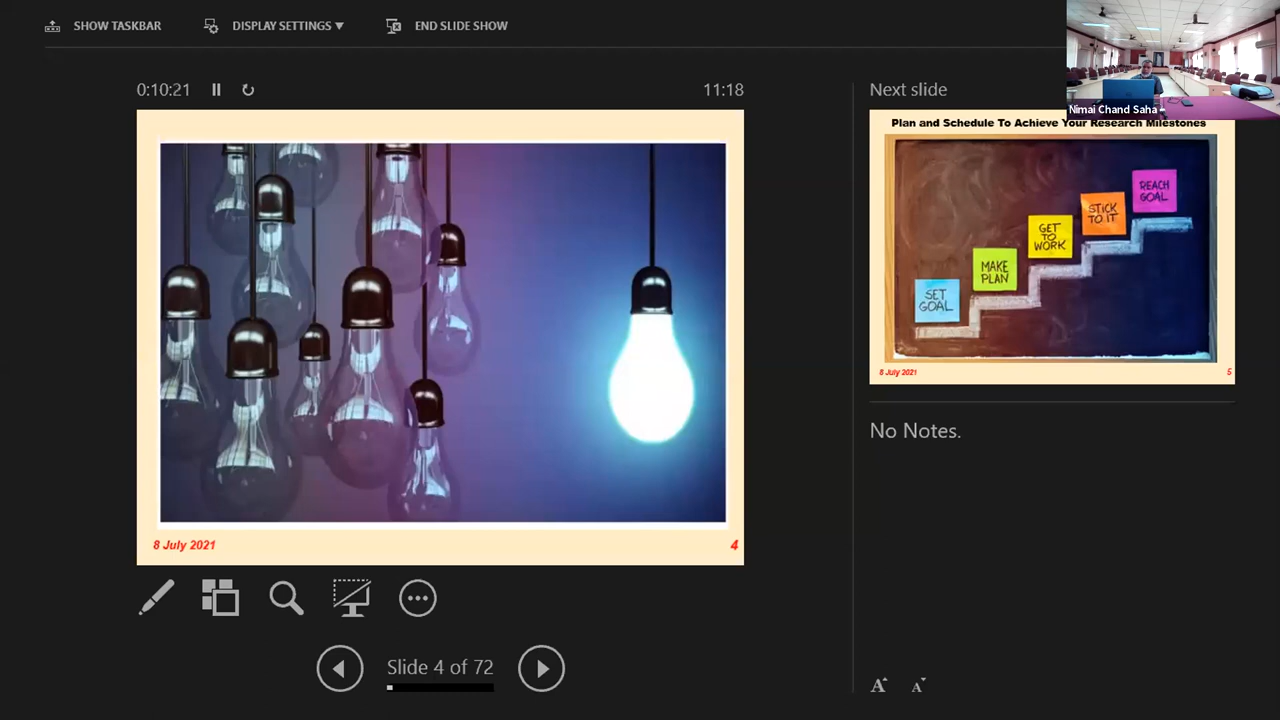 SHOW TASKBAR
DISPLAY SETTINGS ▼
END SLIDE SHOW
Nimai Chand Saha
0:10:21
11:18
8 July 2021
4
Slide 4 of 72
Next slide
Plan and Schedule To Achieve Your Research Milestones
SET
GOAL
MAKE
PLAN
GET
TO
WORK
STICK
TO IT
REACH
GOAL
8 July 2021
5
No Notes.
A A